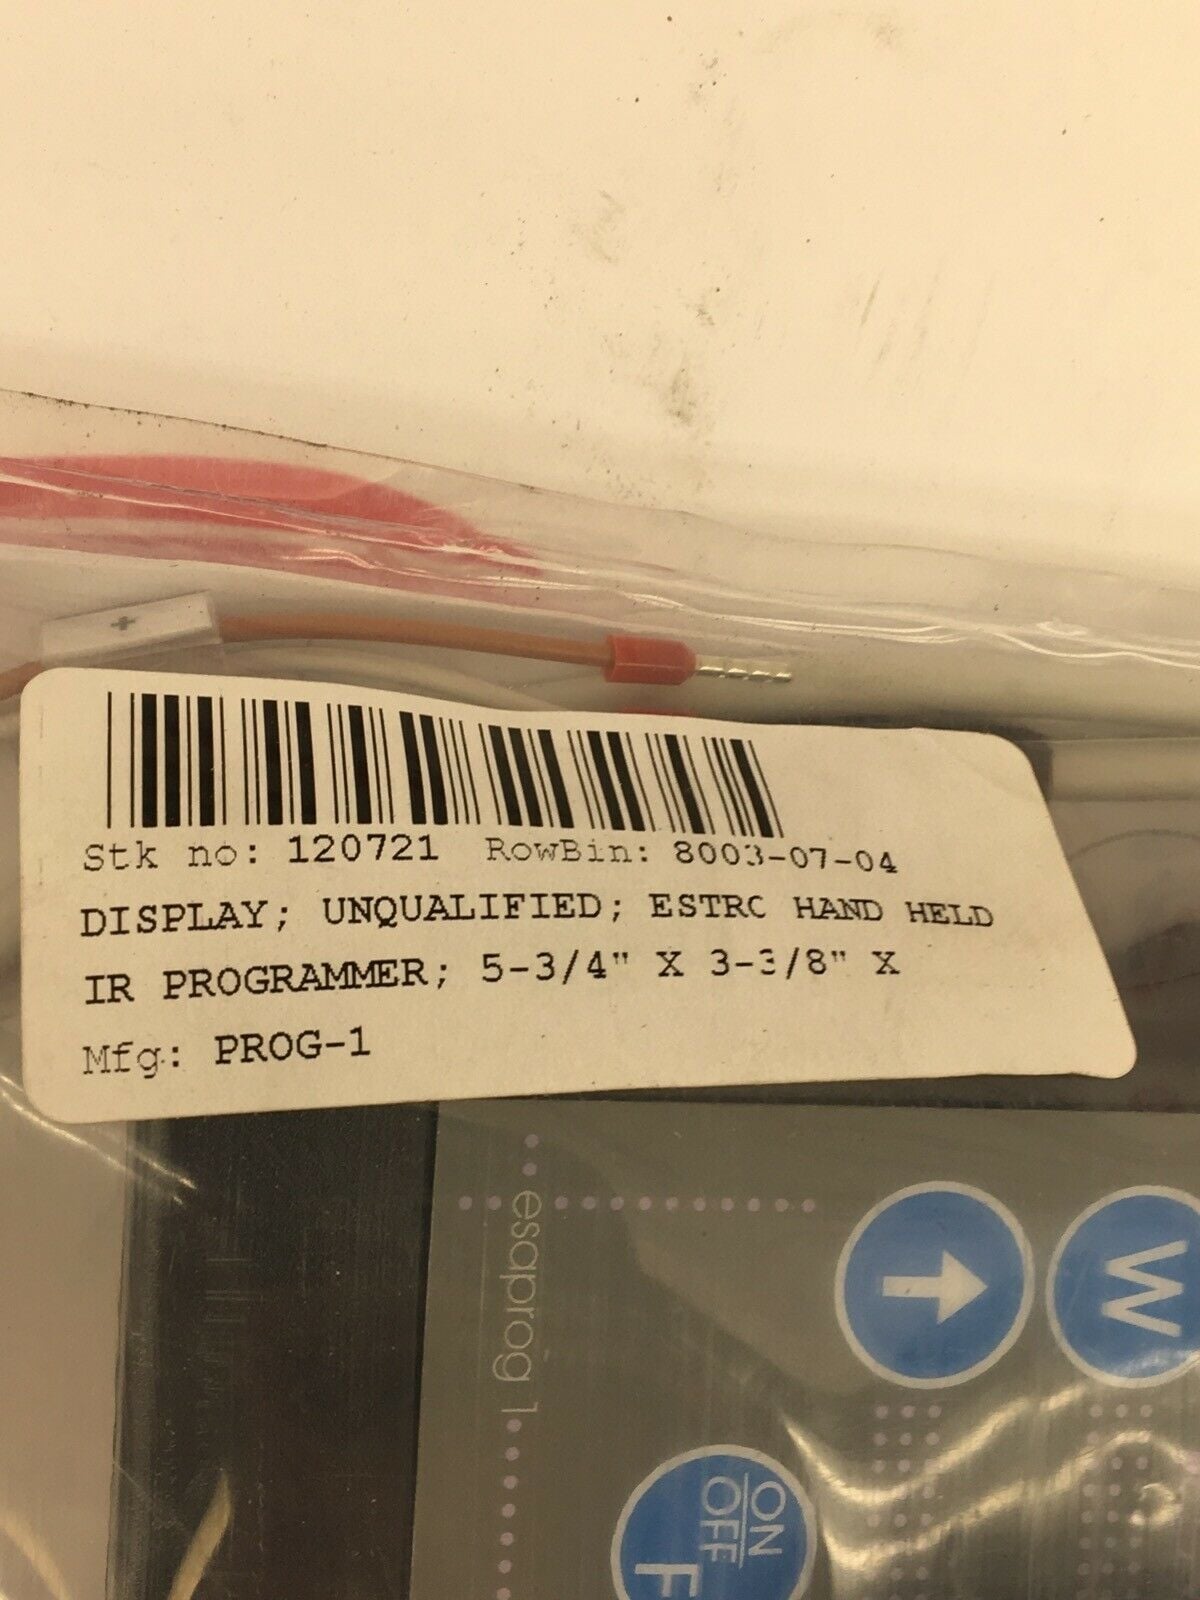 +
Stk no: 120721 RowBin: 8003-07-04
DISPLAY; UNQUALIFIED; ESTRO HAND HELD
IR PROGRAMMER; 5-3/4" X 3-3/8" X
Mfg: PROG-1
esaprog 1
W
ON
OFF
F